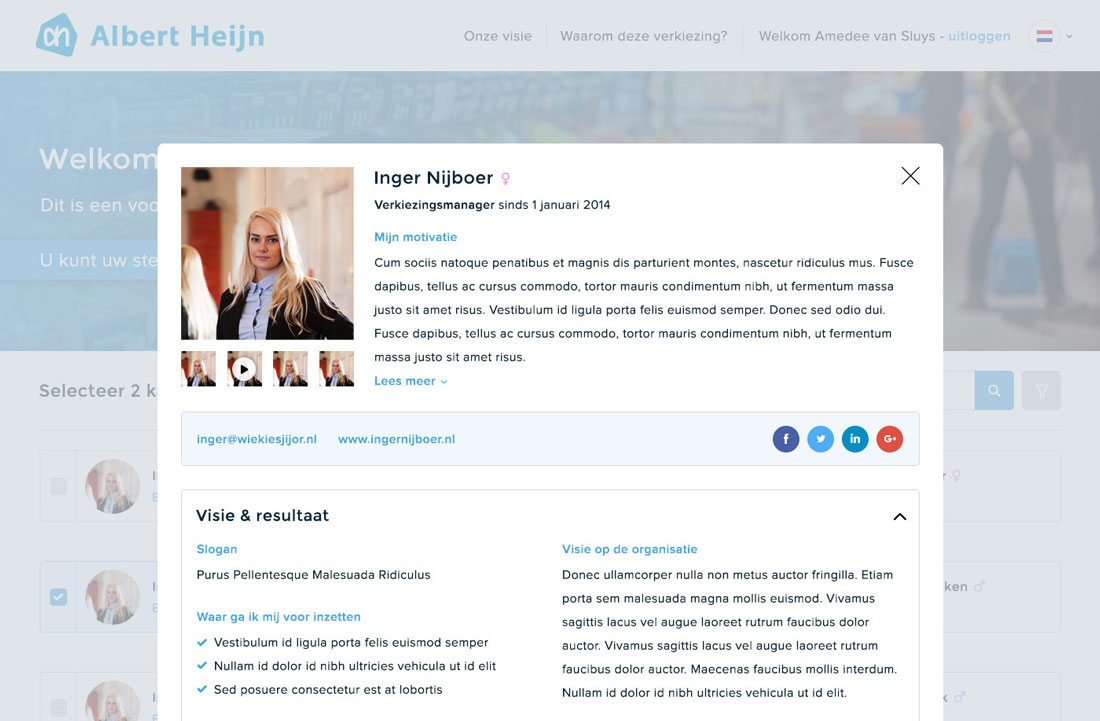 Albert Heijn
Onze visie
Waarom deze verkiezing?
Welkom Amedee van Sluys - uitloggen
Welkom
Dit is een voo
U kunt uw ste
Inger Nijboer ♀
Verkiezingsmanager sinds 1 januari 2014
Mijn motivatie
Cum sociis natoque penatibus et magnis dis parturient montes, nascetur ridiculus mus. Fusce
dapibus, tellus ac cursus commodo, tortor mauris condimentum nibh, ut fermentum massa
justo sit amet risus. Vestibulum id ligula porta felis euismod semper. Donec sed odio dui.
Fusce dapibus, tellus ac cursus commodo, tortor mauris condimentum nibh, ut fermentum
massa justo sit amet risus.
Lees meer
Selecteer 2 k
inger@wiekiesjijor.nl
www.ingernijboer.nl
Visie & resultaat
Slogan
Purus Pellentesque Malesuada Ridiculus
Waar ga ik mij voor inzetten
Vestibulum id ligula porta felis euismod semper
Nullam id dolor id nibh ultricies vehicula ut id elit
Sed posuere consectetur est at lobortis
Visie op de organisatie
Donec ullamcorper nulla non metus auctor fringilla. Etiam
porta sem malesuada magna mollis euismod. Vivamus
sagittis lacus vel augue laoreet rutrum faucibus dolor
auctor. Vivamus sagittis lacus vel augue laoreet rutrum
faucibus dolor auctor. Maecenas faucibus mollis interdum.
Nullam id dolor id nibh ultricies vehicula ut id elit.
ken ♂